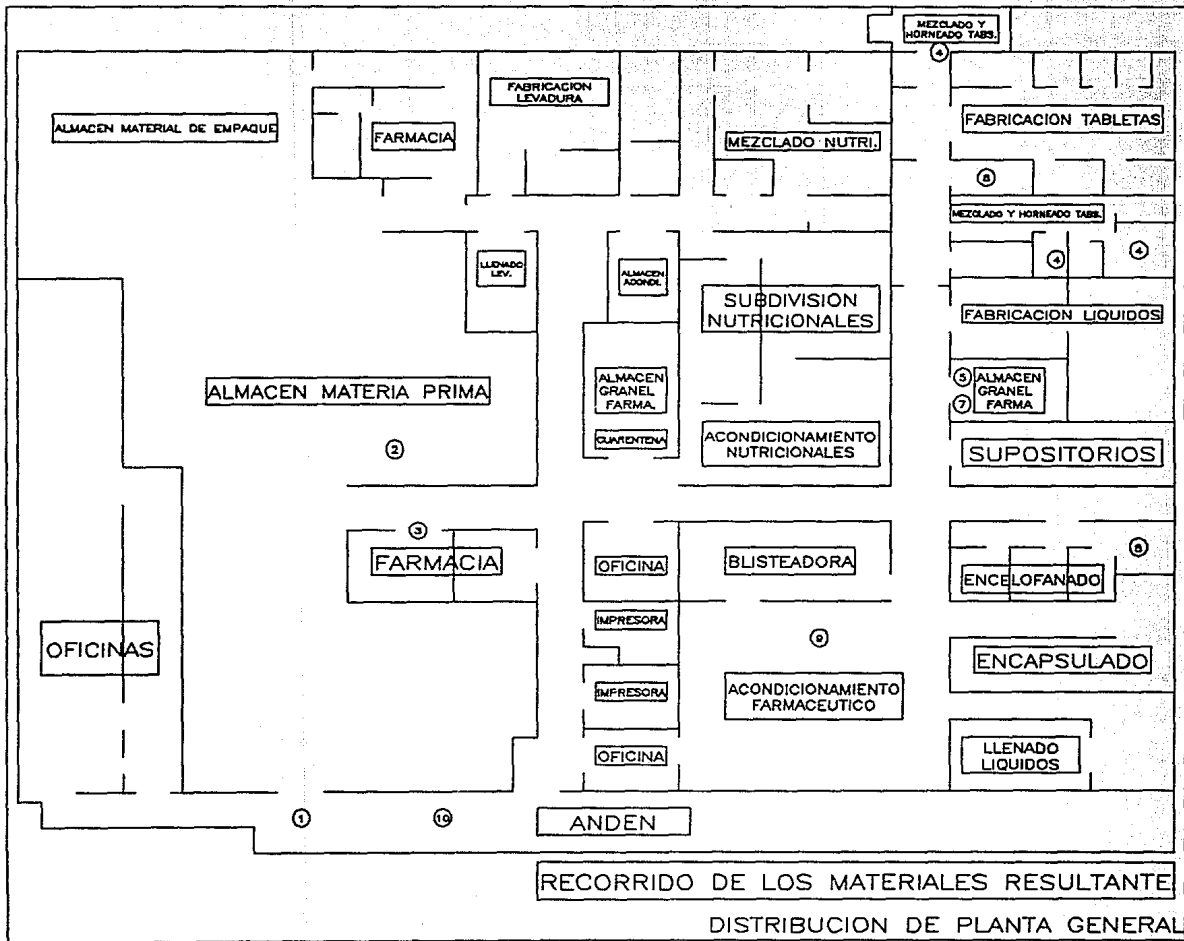 MEZCLADO Y
HORNEADO TABS.
4
ALMACEN MATERIAL DE EMPAQUE
FARMACIA
FABRICACION
LEVADURA
MEZCLADO NUTRI.
FABRICACION TABLETAS
8
MEZCLADO Y HORNEADO TABS.
4
4
LLENADO
LEV.
ALMACEN
ACONDI.
SUBDIVISION
NUTRICIONALES
FABRICACION LIQUIDOS
ALMACEN MATERIA PRIMA
2
ALMACEN
GRANEL
FARMA.
CUARENTENA
ACONDICIONAMIENTO
NUTRICIONALES
5
7
ALMACEN
GRANEL
FARMA
SUPOSITORIOS
3
FARMACIA
OFICINA
BLISTEADORA
8
ENCELOFANADO
IMPRESORA
9
OFICINAS
ENCAPSULADO
IMPRESORA
ACONDICIONAMIENTO
FARMACEUTICO
OFICINA
LLENADO
LIQUIDOS
1
10
ANDEN
RECORRIDO DE LOS MATERIALES RESULTANTE
DISTRIBUCION DE PLANTA GENERAL